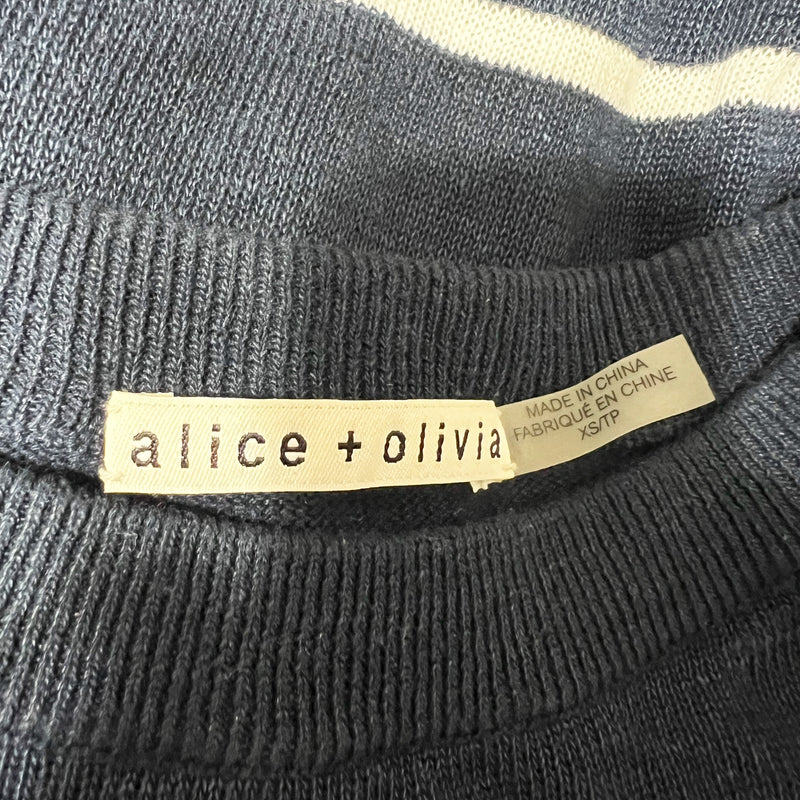 alice + olivia
MADE IN CHINA
FABRIQUÉ EN CHINE
XS/TP